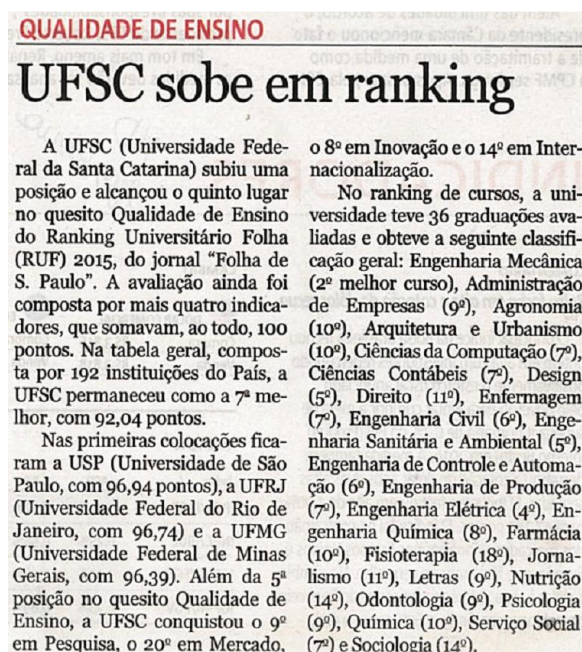 QUALIDADE DE ENSINO
UFSC sobe em ranking
A UFSC (Universidade Fede-
ral da Santa Catarina) subiu uma
posição e alcançou o quinto lugar
no quesito Qualidade de Ensino
do Ranking Universitário Folha
(RUF) 2015, do jornal “Folha de
S. Paulo”. A avaliação ainda foi
composta por mais quatro indica-
dores, que somavam, ao todo, 100
pontos. Na tabela geral, compos-
ta por 192 instituições do País, a
UFSC permaneceu como a 7ª me-
lhor, com 92,04 pontos.
Nas primeiras colocações fica-
ram a USP (Universidade de São
Paulo, com 96,94 pontos), a UFRJ
(Universidade Federal do Rio de
Janeiro, com 96,74) e a UFMG
(Universidade Federal de Minas
Gerais, com 96,39). Além da 5ª
posição no quesito Qualidade de
Ensino, a UFSC conquistou o 9º
em Pesquisa, o 20º em Mercado,
o 8º em Inovação e o 14º em Inter-
nacionalização.
No ranking de cursos, a uni-
versidade teve 36 graduações ava-
liadas e obteve a seguinte classifi-
cação geral: Engenharia Mecânica
(2º melhor curso), Administração
de Empresas (9º), Agronomia
(10º), Arquitetura e Urbanismo
(10º), Ciências da Computação (7º),
Ciências Contábeis (7º), Design
(5º), Direito (11º), Enfermagem
(7º), Engenharia Civil (6º), Enge-
nharia Sanitária e Ambiental (5º),
Engenharia de Controle e Automa-
ção (6º), Engenharia de Produção
(7º), Engenharia Elétrica (4º), En-
genharia Química (8º), Farmácia
(10º), Fisioterapia (18º), Jorna-
lismo (11º), Letras (9º), Nutrição
(14º), Odontologia (9º), Psicologia
(9º), Química (10º), Serviço Social
(7º) e Sociologia (14º).